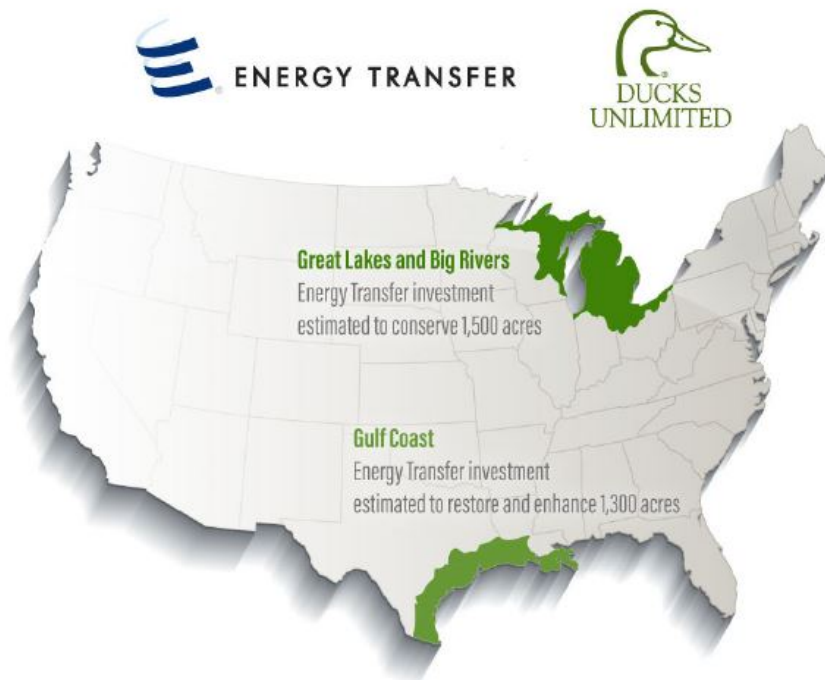 ENERGY TRANSFER
DUCKS
UNLIMITED
Great Lakes and Big Rivers
Energy Transfer investment
estimated to conserve 1,500 acres
Gulf Coast
Energy Transfer investment
estimated to restore and enhance 1,300 acres